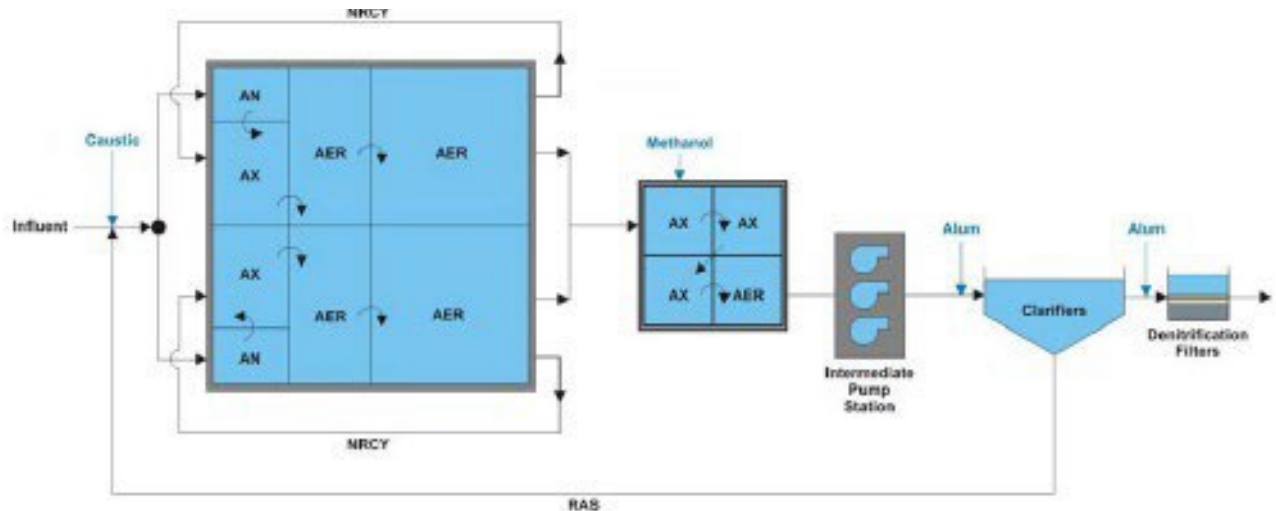 NRCY
AN
Caustic
AER
AER
Methanol
AX
Influent
AX
AX
Alum
Alum
AX
AX
AER
Clarifiers
AER
AER
Denitrification
Filters
AN
Intermediate
Pump
Station
NRCY
RAS